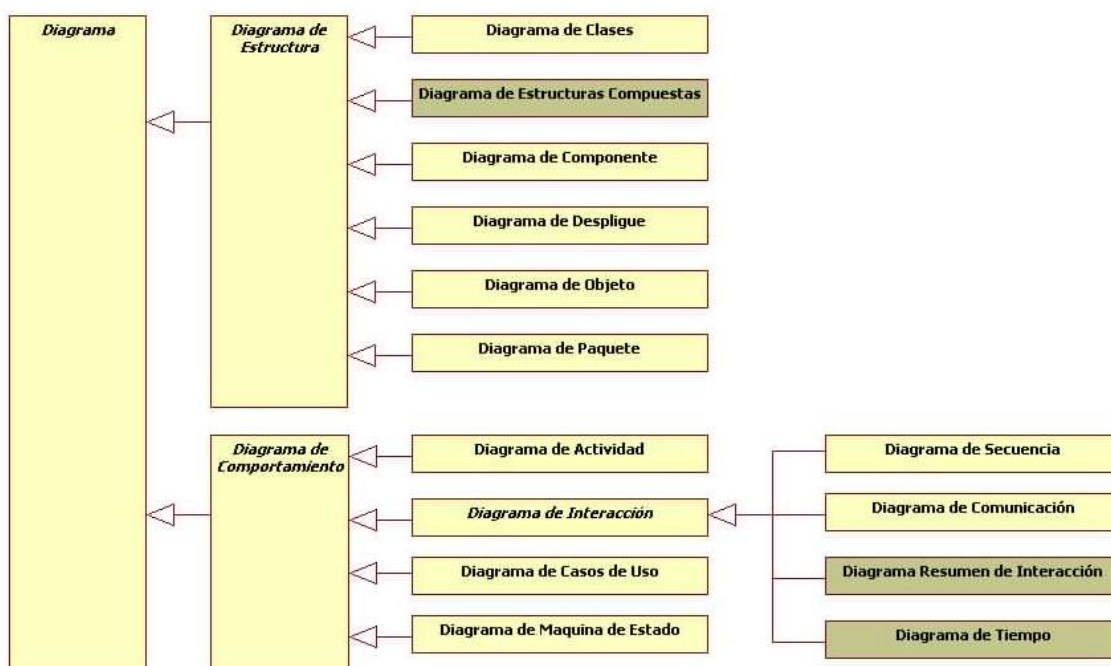 Diagrama
Diagrama de
Estructura
Diagrama de Clases
Diagrama de Estructuras Compuestas
Diagrama de Componente
Diagrama de Despligue
Diagrama de Objeto
Diagrama de Paquete
Diagrama de
Comportamiento
Diagrama de Actividad
Diagrama de Interacción
Diagrama de Casos de Uso
Diagrama de Maquina de Estado
Diagrama de Secuencia
Diagrama de Comunicación
Diagrama Resumen de Interacción
Diagrama de Tiempo